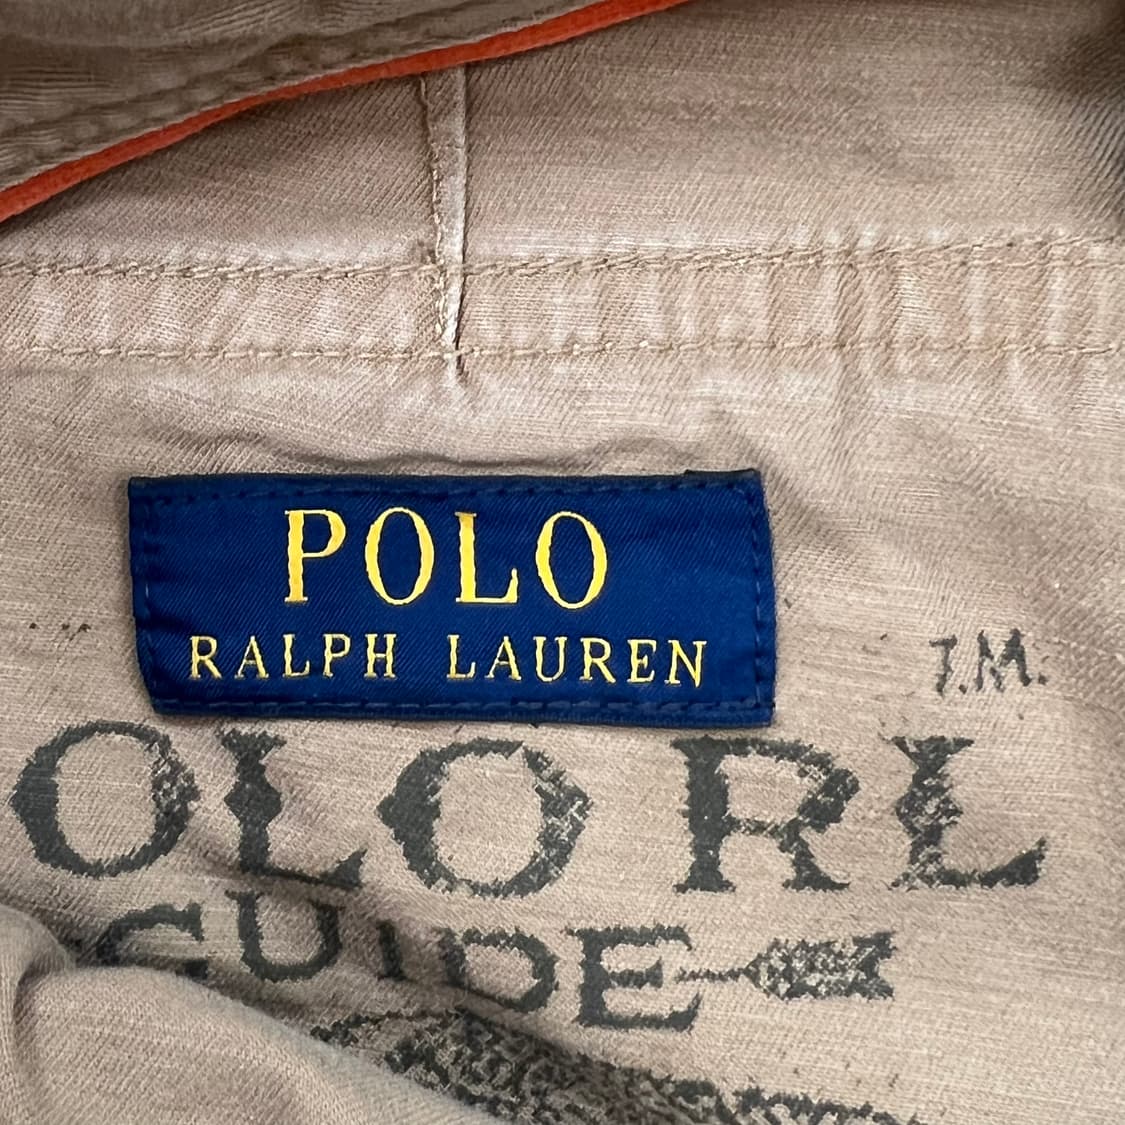 POLO
RALPH LAUREN
T.M.
OLO RL
GUIDE